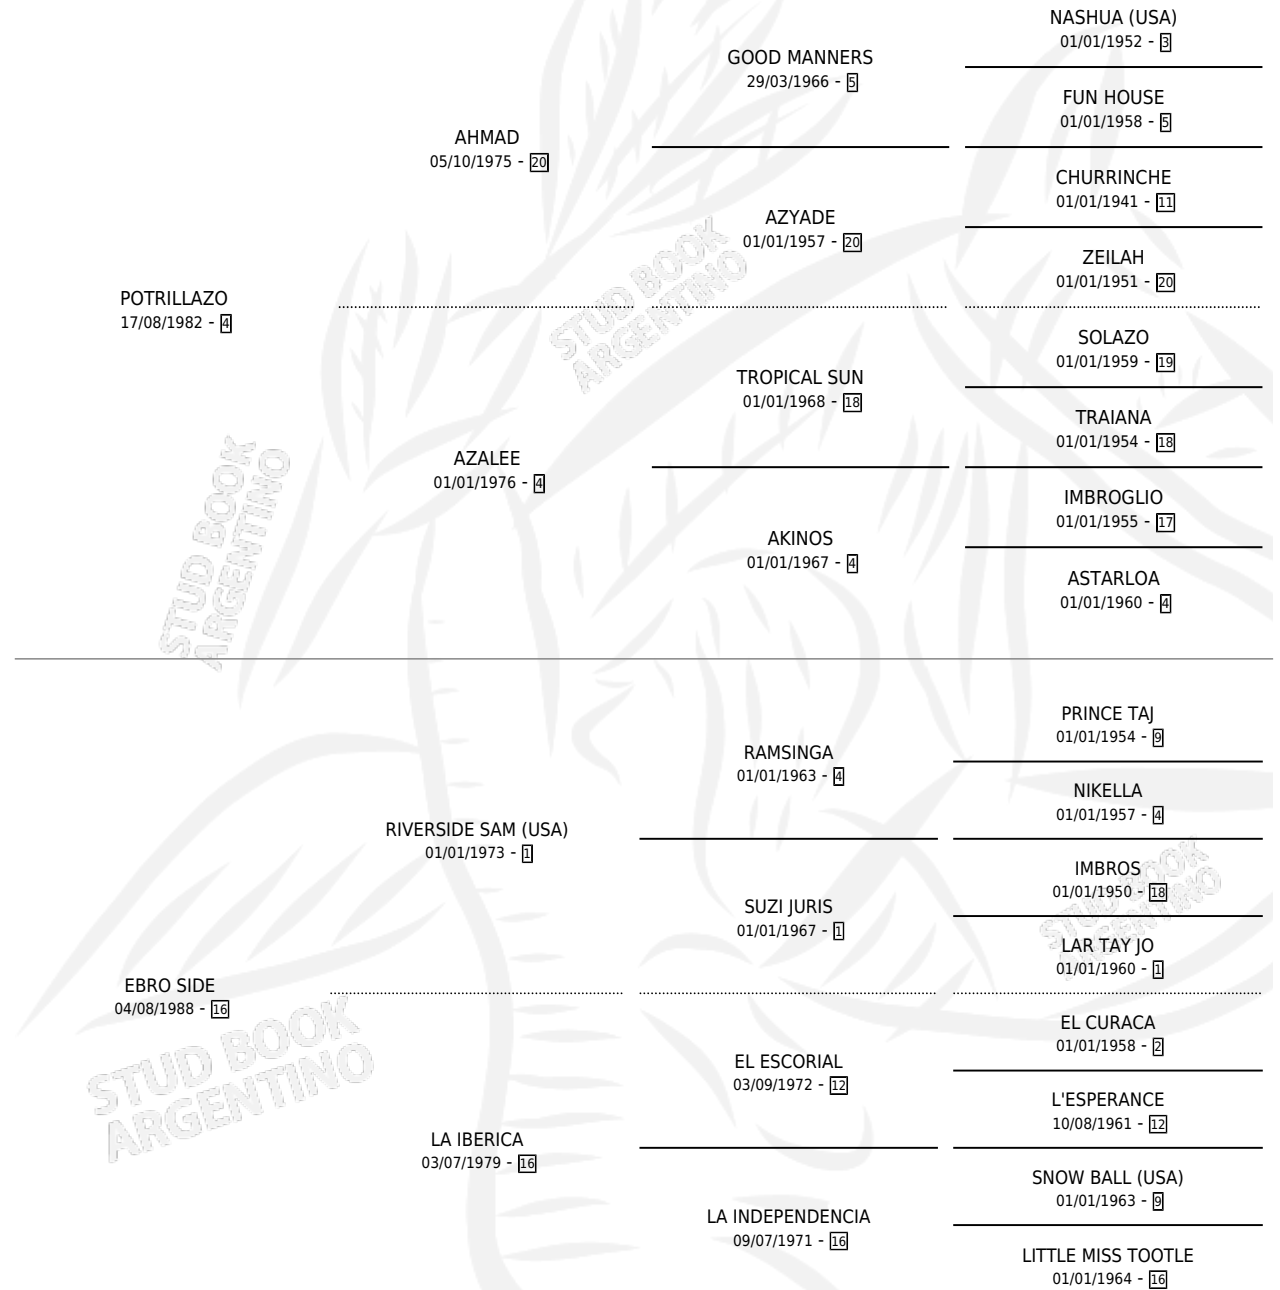 NASHUA (USA)
01/01/1952 - 3
GOOD MANNERS
29/03/1966 - 5
FUN HOUSE
01/01/1958 - 5
AHMAD
05/10/1975 - 20
CHURRINCHE
01/01/1941 - 11
AZYADE
01/01/1957 - 20
ZEILAH
01/01/1951 - 20
POTRILLAZO
17/08/1982 - 4
STUD BOOK
ARGENTINO
SOLAZO
01/01/1959 - 19
TROPICAL SUN
01/01/1968 - 18
TRAIANA
01/01/1954 - 18
AZALEE
01/01/1976 - 4
STUD BOOK
ARGENTINO
IMBROGLIO
01/01/1955 - 17
AKINOS
01/01/1967 - 4
ASTARLOA
01/01/1960 - 4
PRINCE TAJ
01/01/1954 - 9
RAMSINGA
01/01/1963 - 4
NIKELLA
01/01/1957 - 4
RIVERSIDE SAM (USA)
01/01/1973 - 1
IMBROS
01/01/1950 - 18
SUZI JURIS
01/01/1967 - 1
STUD BOOK
ARGENTINO
LAR TAY JO
01/01/1960 - 1
EBRO SIDE
04/08/1988 - 16
STUD BOOK
ARGENTINO
EL CURACA
01/01/1958 - 2
EL ESCORIAL
03/09/1972 - 12
L'ESPERANCE
10/08/1961 - 12
LA IBERICA
03/07/1979 - 16
SNOW BALL (USA)
01/01/1963 - 9
LA INDEPENDENCIA
09/07/1971 - 16
LITTLE MISS TOOTLE
01/01/1964 - 16